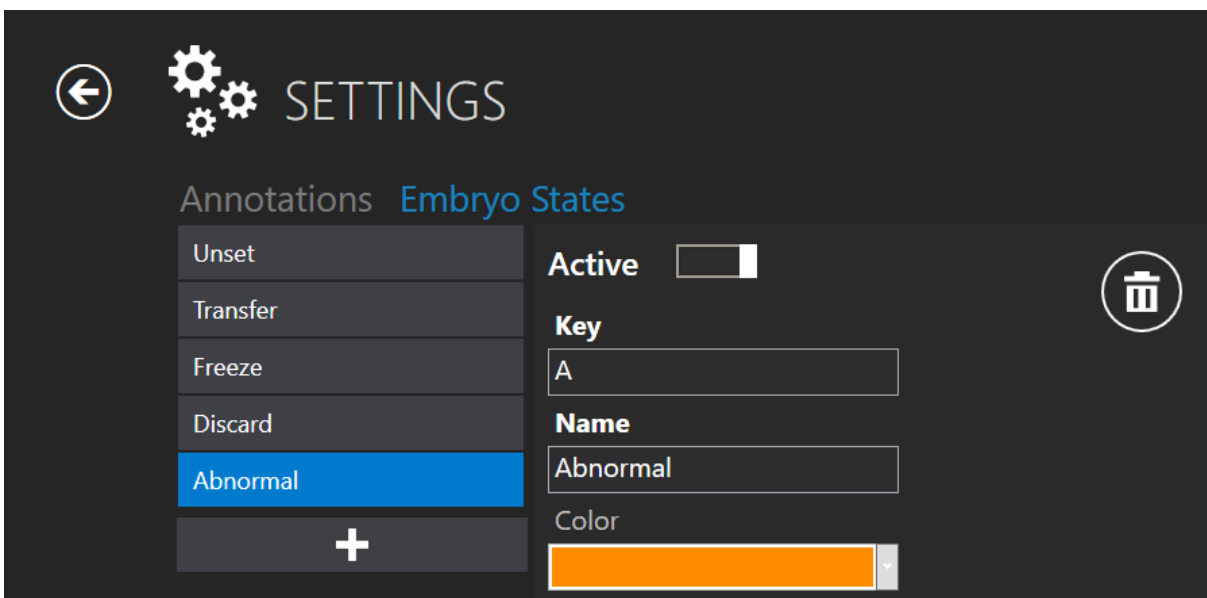 SETTINGS
Annotations Embryo States
Unset
Transfer
Freeze
Discard
Abnormal
Active
Key
A
Name
Abnormal
Color